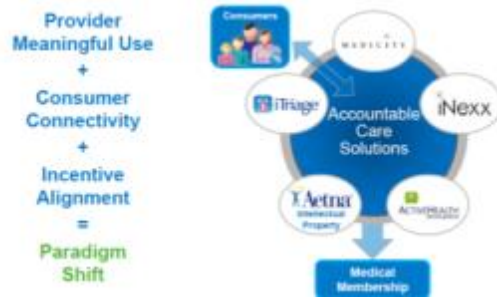 Provider
Meaningful Use
+
Consumer
Connectivity
+
Incentive
Alignment
=
Paradigm
Shift
Consumers
MEDICITY
iTriage
iNexx
Accountable
Care
Solutions
Aetna
Intellectual
Property
ACTIVEHEALTH
Medical
Membership